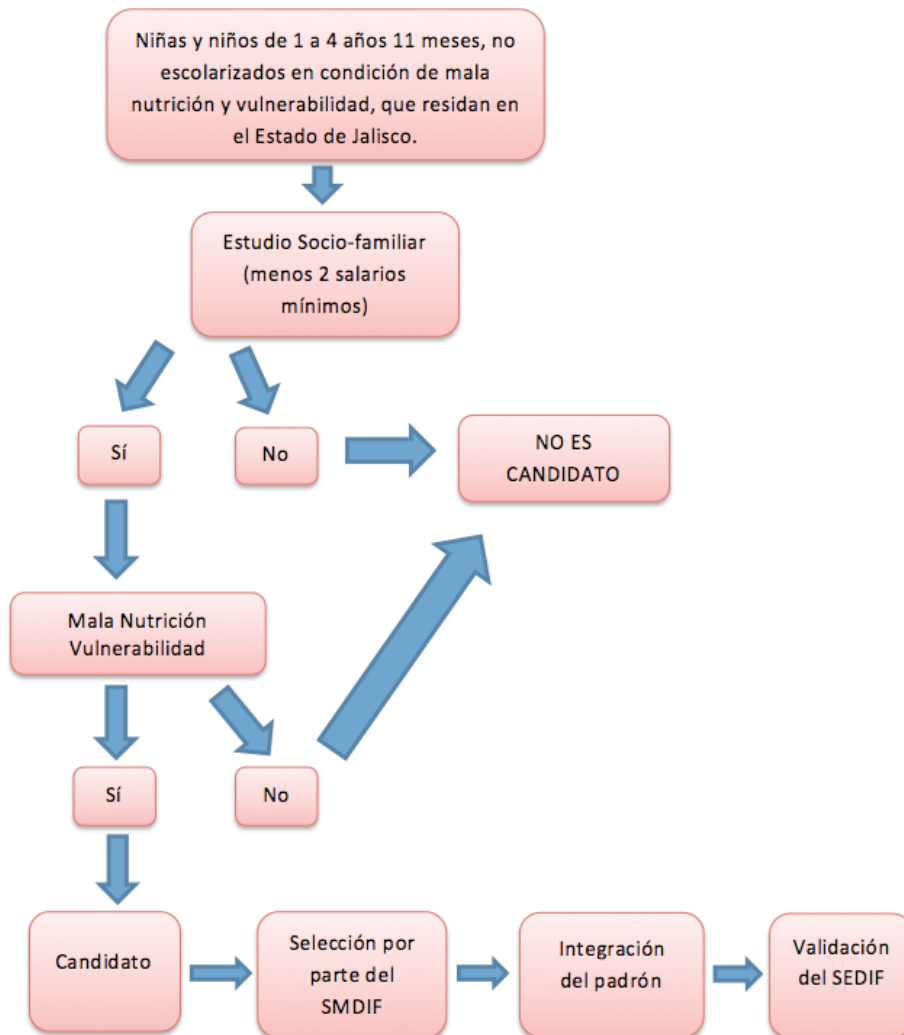 Niñas y niños de 1 a 4 años 11 meses, no
escolarizados en condición de mala
nutrición y vulnerabilidad, que residan en
el Estado de Jalisco.
Estudio Socio-familiar
(menos 2 salarios
mínimos)
Sí
No
NO ES
CANDIDATO
Mala Nutrición
Vulnerabilidad
Sí
No
Candidato
Selección por
parte del
SMDIF
Integración
del padrón
Validación
del SEDIF